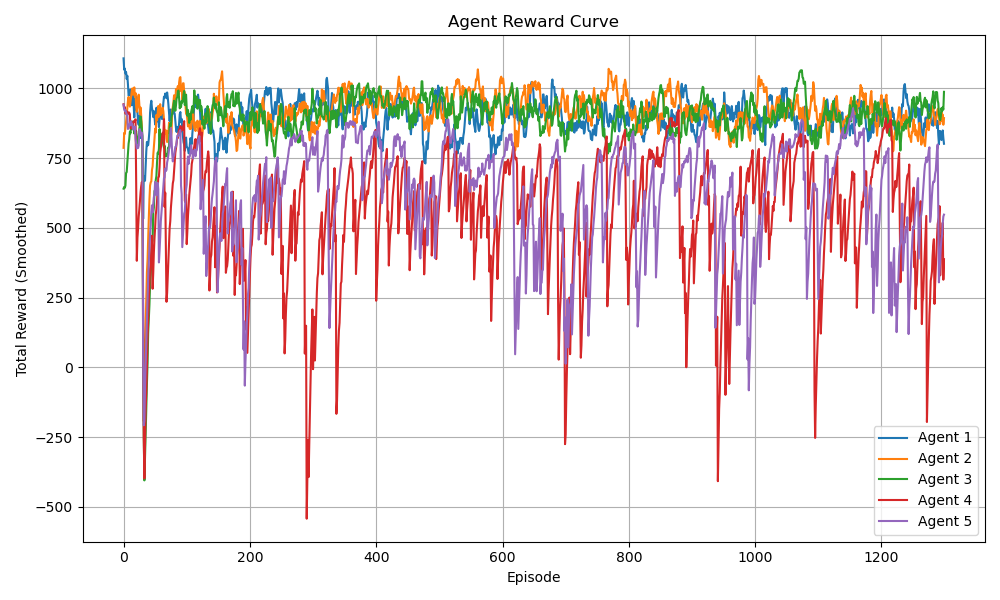 Agent Reward Curve
Total Reward (Smoothed)
1000
750
500
250
0
−250
−500
0 200 400 600 800 1000 1200
Episode
Agent 1
Agent 2
Agent 3
Agent 4
Agent 5